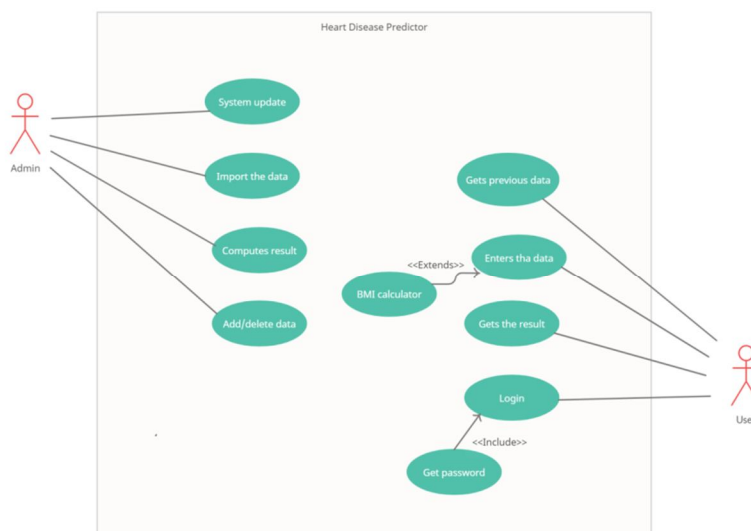 Heart Disease Predictor
System update
Admin
Import the data
Gets previous data
Computes result
<<Extends>>
Enters tha data
BMI calculator
Add/delete data
Gets the result
Login
Use
<<Include>>
Get password